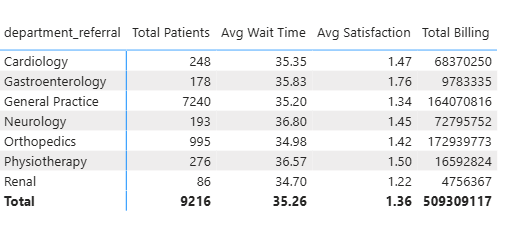 department_referral Total Patients Avg Wait Time Avg Satisfaction Total Billing
Cardiology 248 35.35 1.47 68370250
Gastroenterology 178 35.83 1.76 9783335
General Practice 7240 35.20 1.34 164070816
Neurology 193 36.80 1.45 72795752
Orthopedics 995 34.98 1.42 172939773
Physiotherapy 276 36.57 1.50 16592824
Renal 86 34.70 1.22 4756367
Total 9216 35.26 1.36 509309117